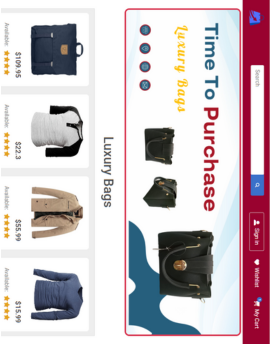 Search
Sign in
Wishlist
My Cart
Time To Purchase
Luxury Bags
Luxury Bags
$109.95
Available:
$22.3
Available:
$55.99
Available:
$15.99
Available: